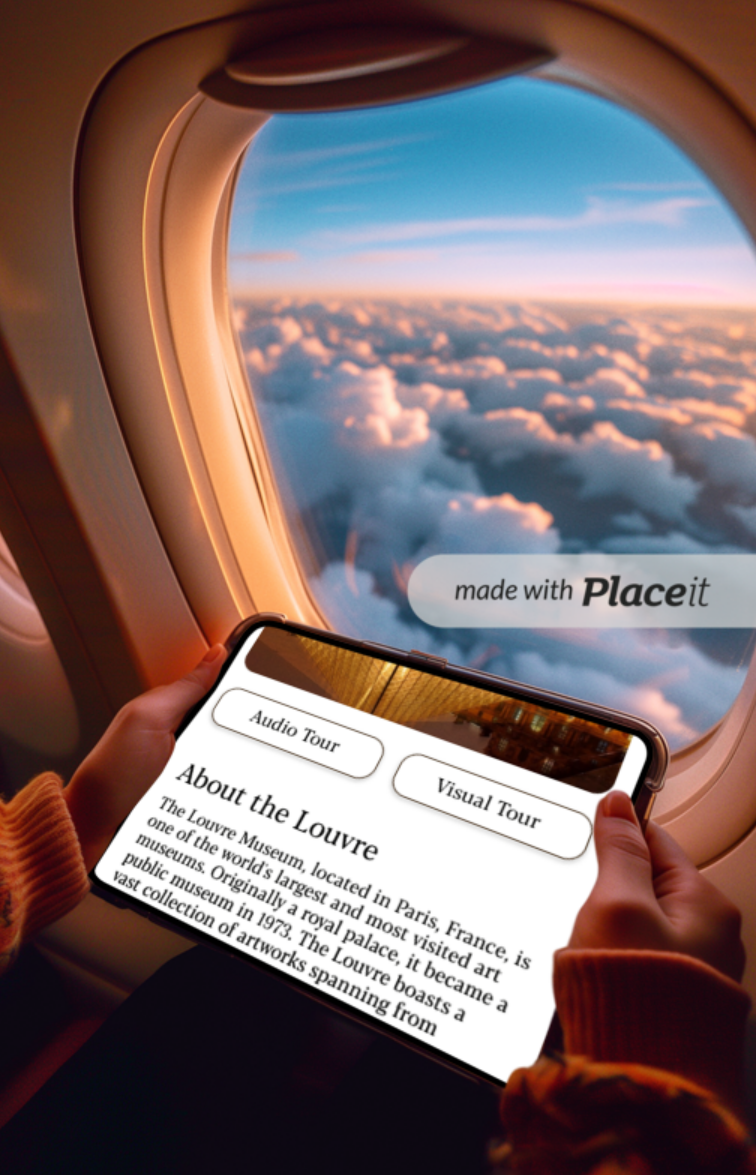 made with Placeit
Audio Tour
Visual Tour
About the Louvre
The Louvre Museum, located in Paris, France, is
one of the world's largest and most visited art
museums. Originally a royal palace, it became a
public museum in 1973. The Louvre boasts a
vast collection of artworks spanning from